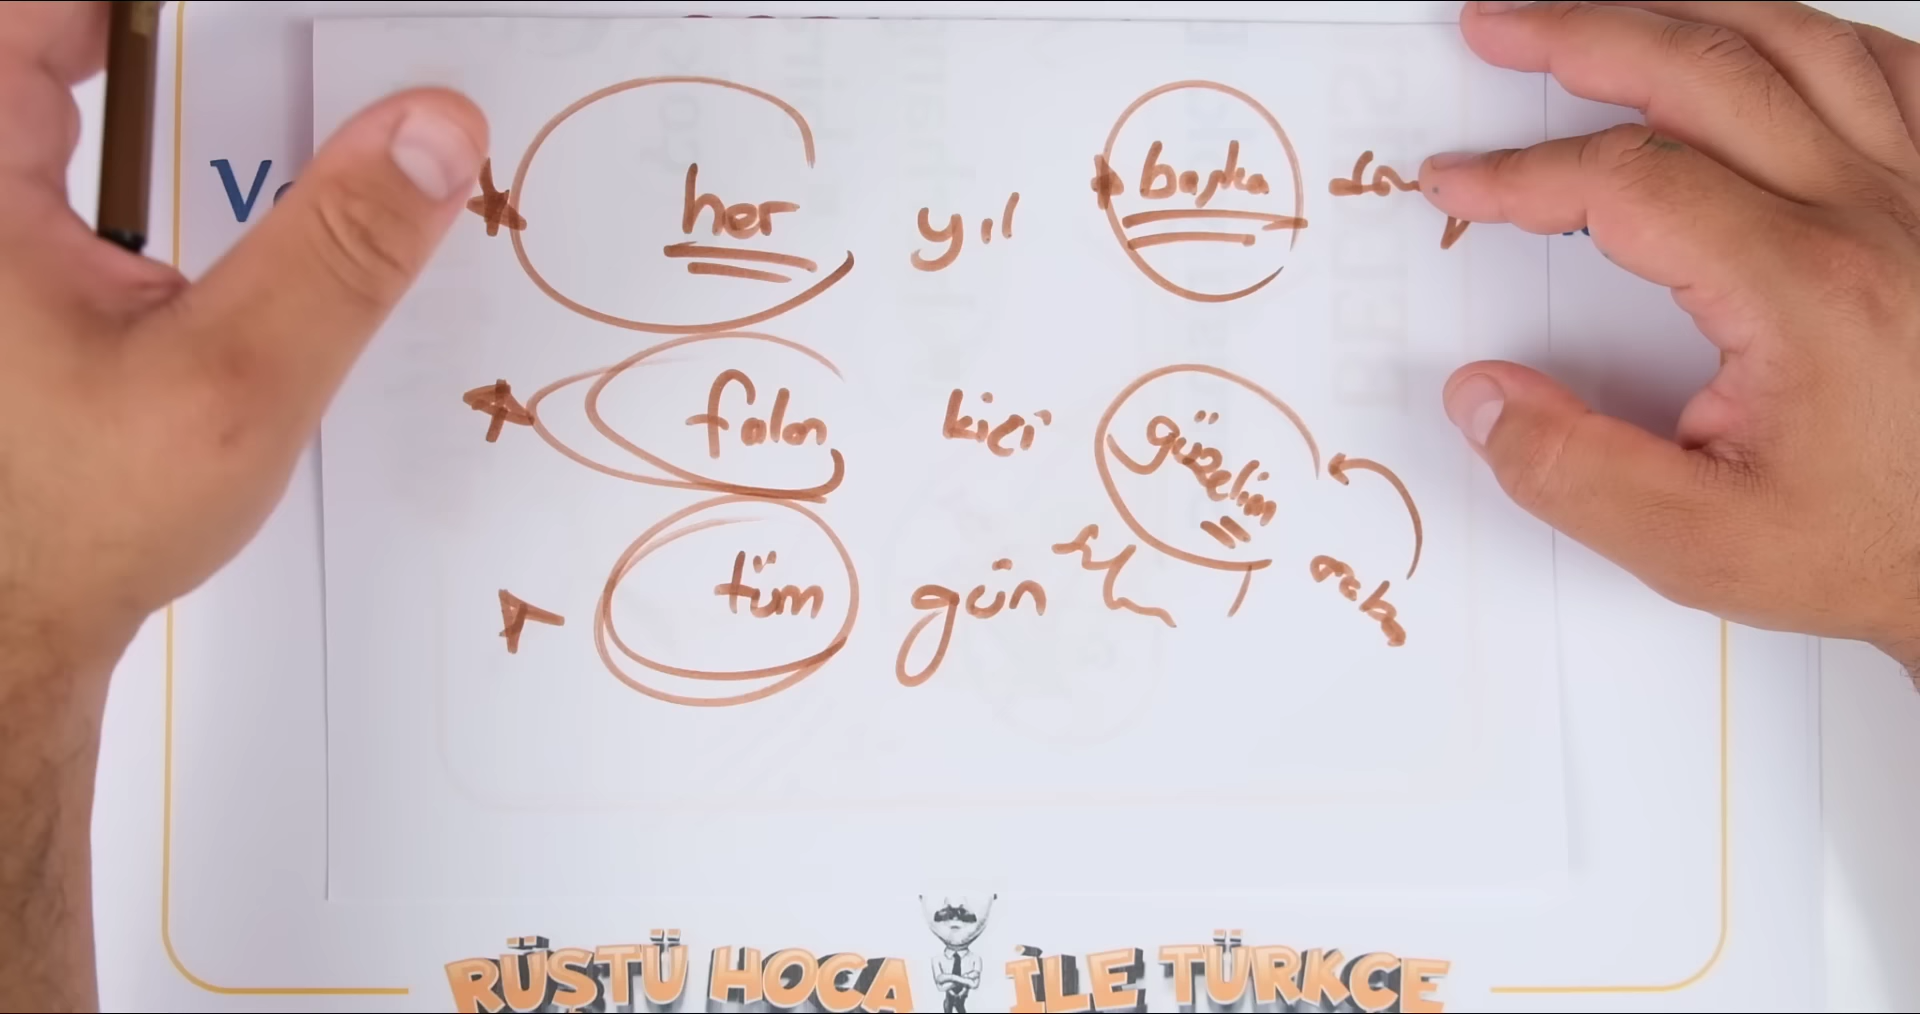 her yıl başka
falan kişi güzelim
tüm gün
RÜŞTÜ HOCA İLE TÜRKÇE